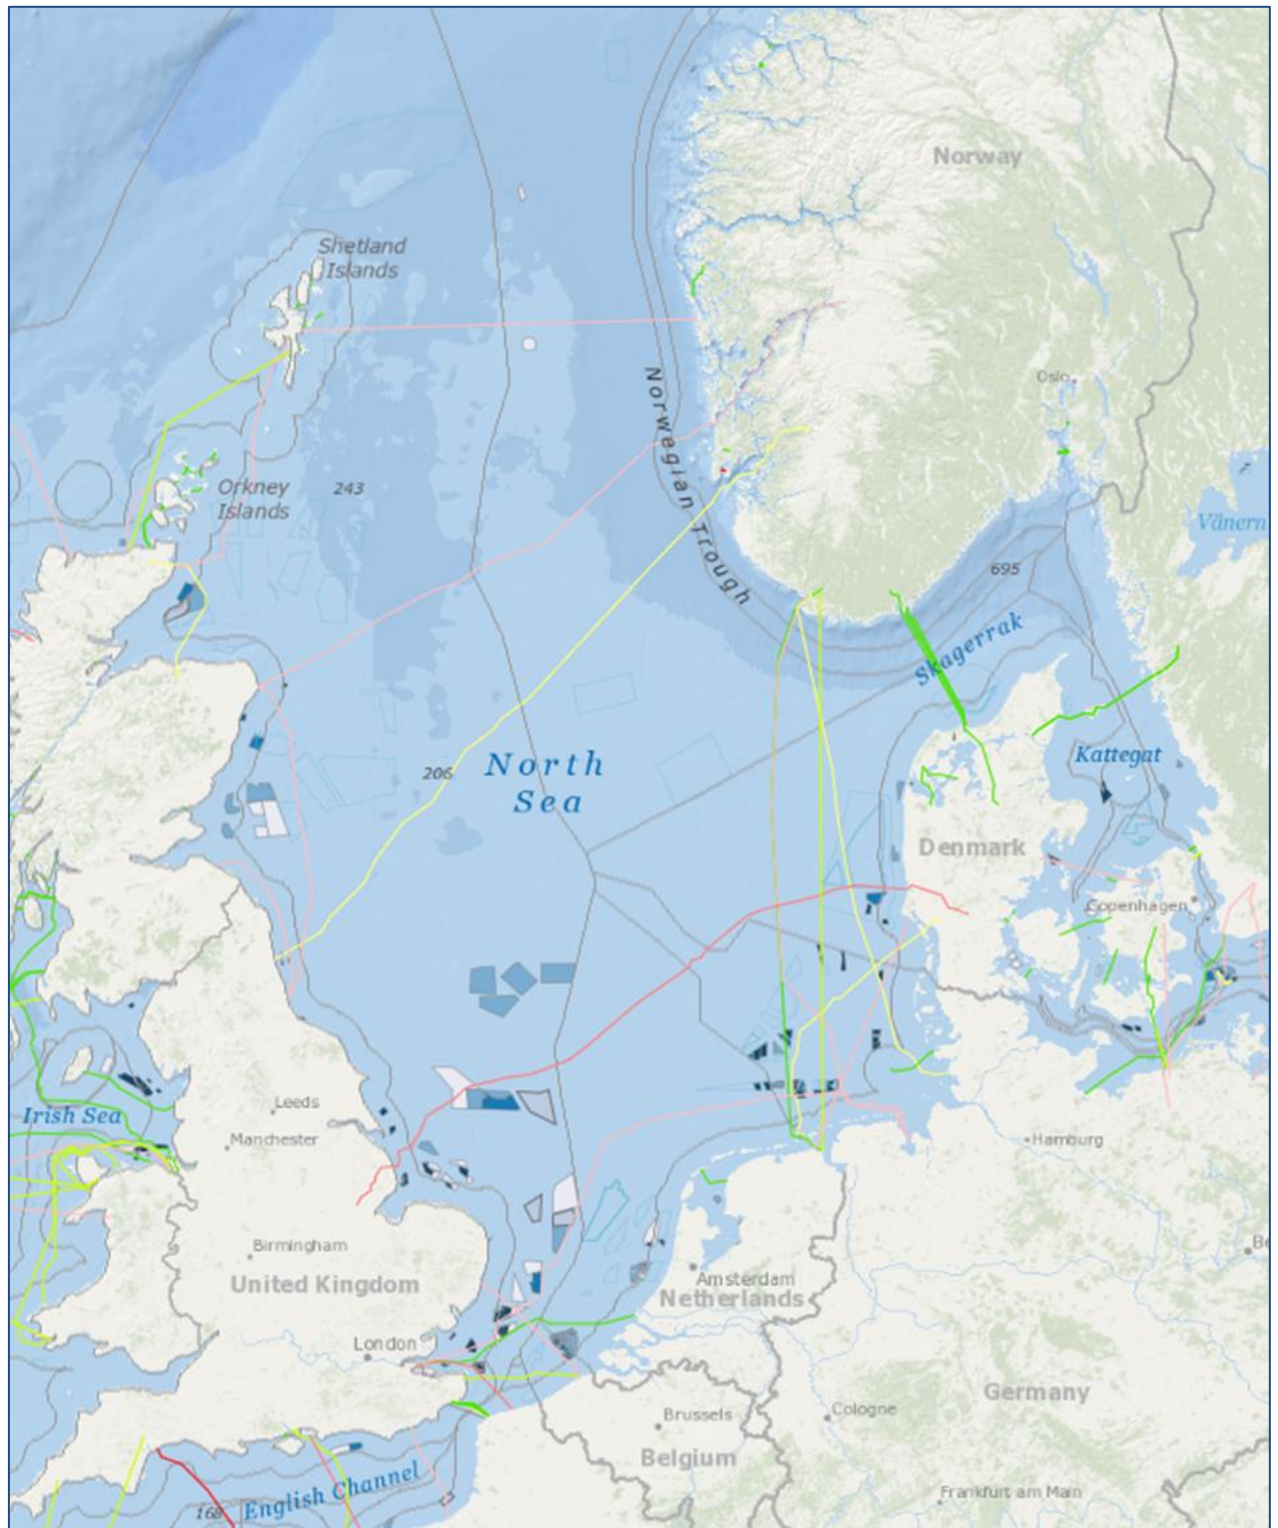 Norway
Shetland
Islands
Oslo
Norwegian Trough
Orkney
Islands
243
Vänern
695
Skagerrak
206
North
Sea
Kattegat
Denmark
Copenhagen
Irish Sea
Leeds
Manchester
Hamburg
Birmingham
United Kingdom
Be
Amsterdam
Netherlands
London
Germany
Cologne
Brussels
Belgium
English Channel
168
Frankfurt am Main